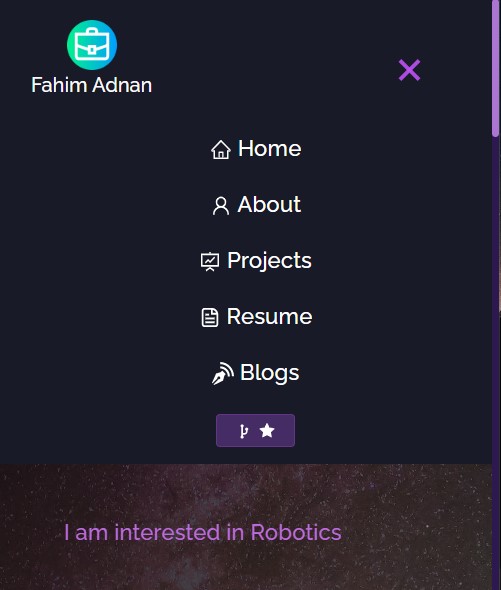 Fahim Adnan
Home
About
Projects
Resume
Blogs
I am interested in Robotics